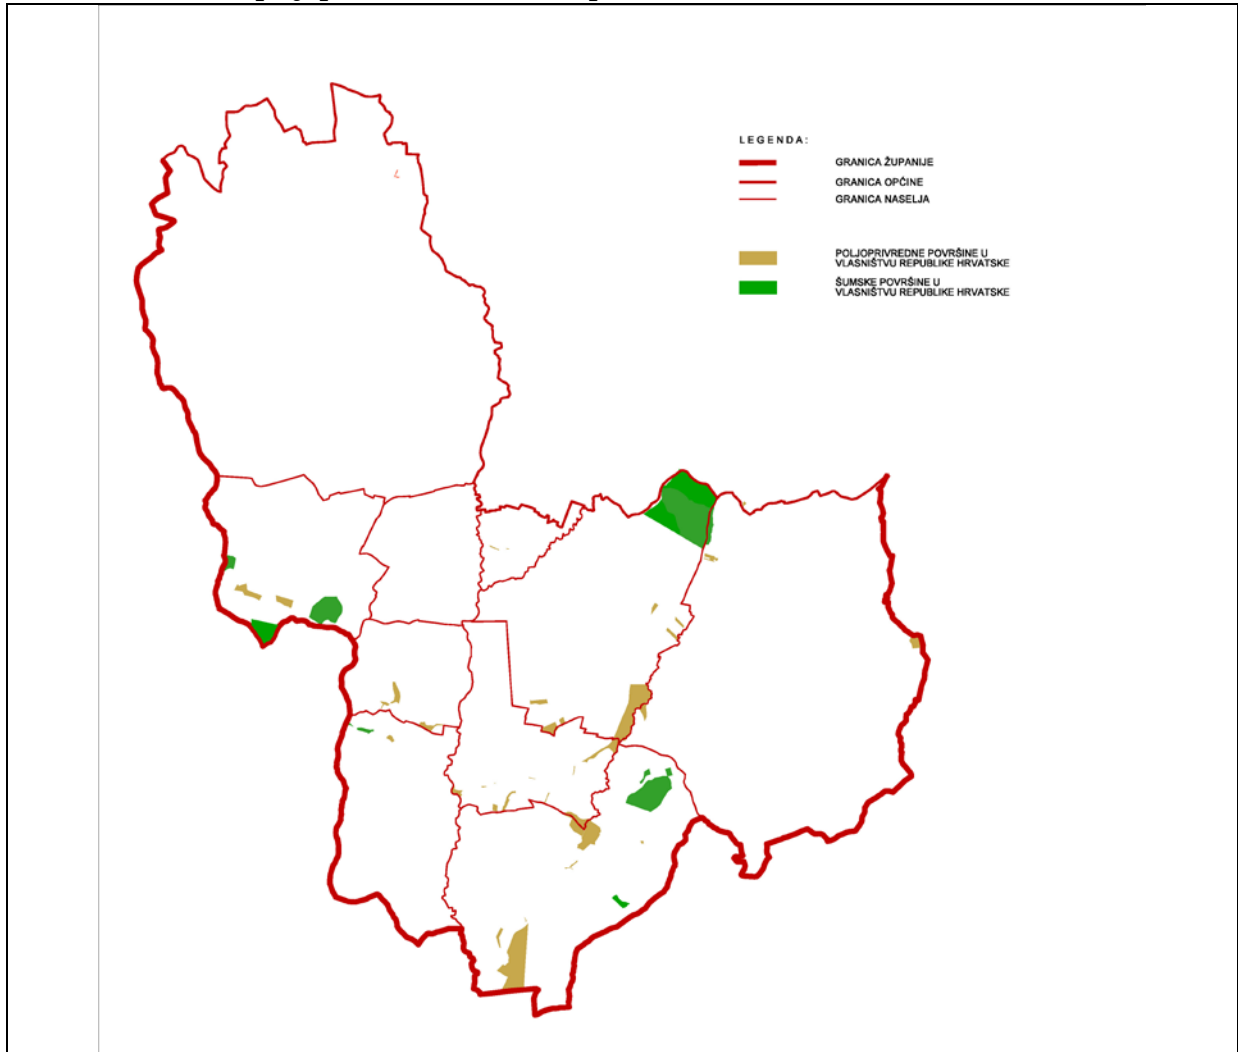 LEGENDA:
GRANICA ŽUPANIJE
GRANICA OPĆINE
GRANICA NASELJA
POLJOPRIVREDNE POVRŠINE U
VLASNIŠTVU REPUBLIKE HRVATSKE
ŠUMSKE POVRŠINE U
VLASNIŠTVU REPUBLIKE HRVATSKE